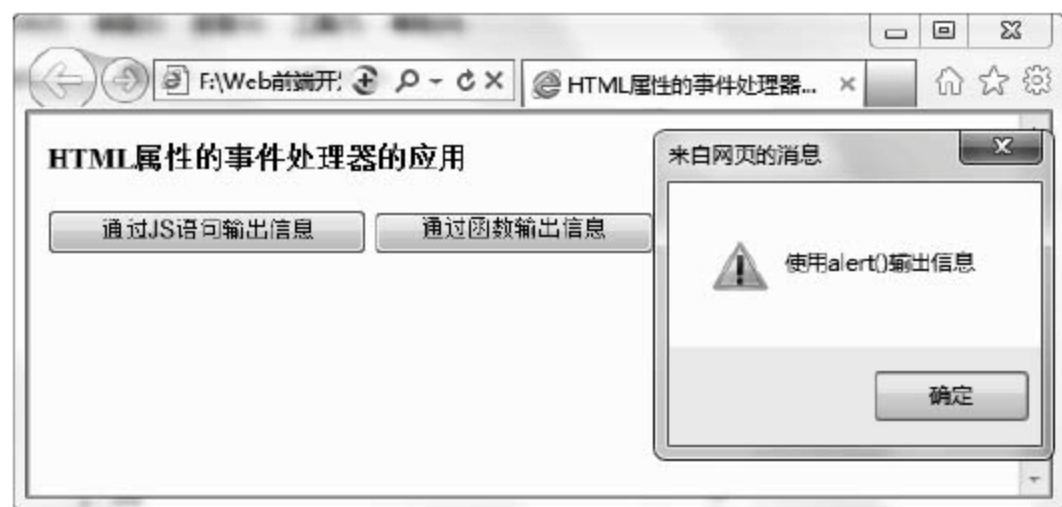 F:\Web前端开
HTML属性的事件处理器...
HTML属性的事件处理器的应用
通过JS语句输出信息
通过函数输出信息
来自网页的消息
使用alert()输出信息
确定